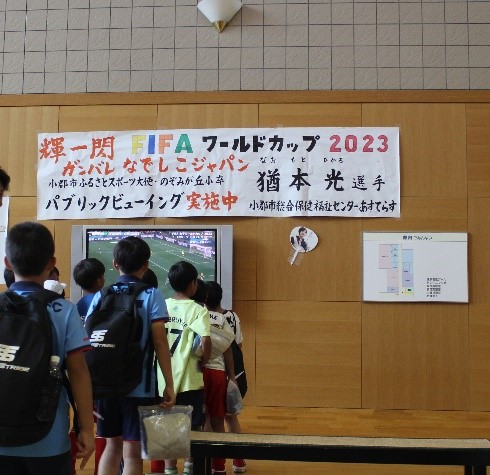 輝一閃 FIFA ワールドカップ 2023
ガンバレ なでしこジャパン
小郡市ふるさとスポーツ大使・のぞみが丘小卒
なお もと ひかる
猶本 光 選手
パブリックビューイング 実施中
小郡市総合保健福祉センターあすてらす
7